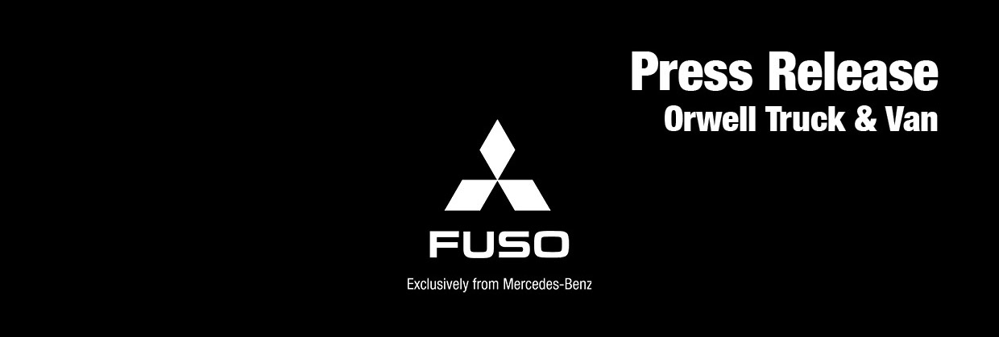 Press Release
Orwell Truck & Van
FUSO
Exclusively from Mercedes-Benz